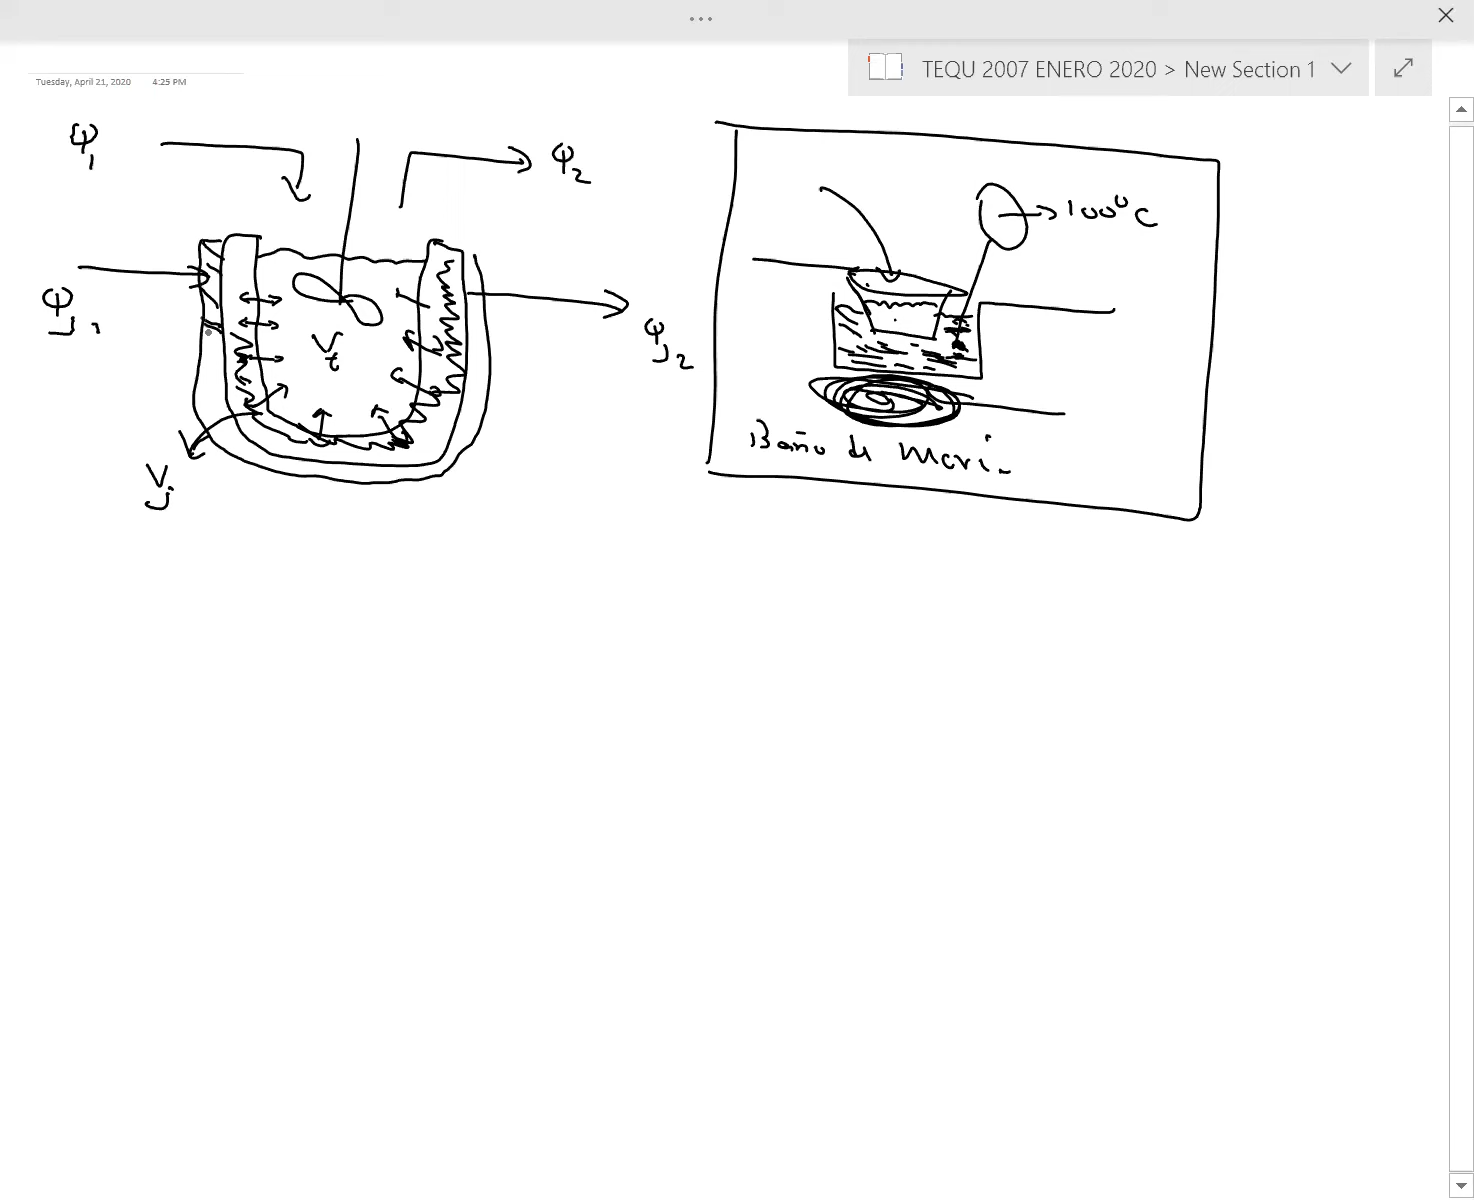 TEQU 2007 ENERO 2020 > New Section 1
Tuesday, April 21, 2020 4:25 PM
φ1
φ2
φj1
φj2
Vt
Vj
100°C
Baño de Mari